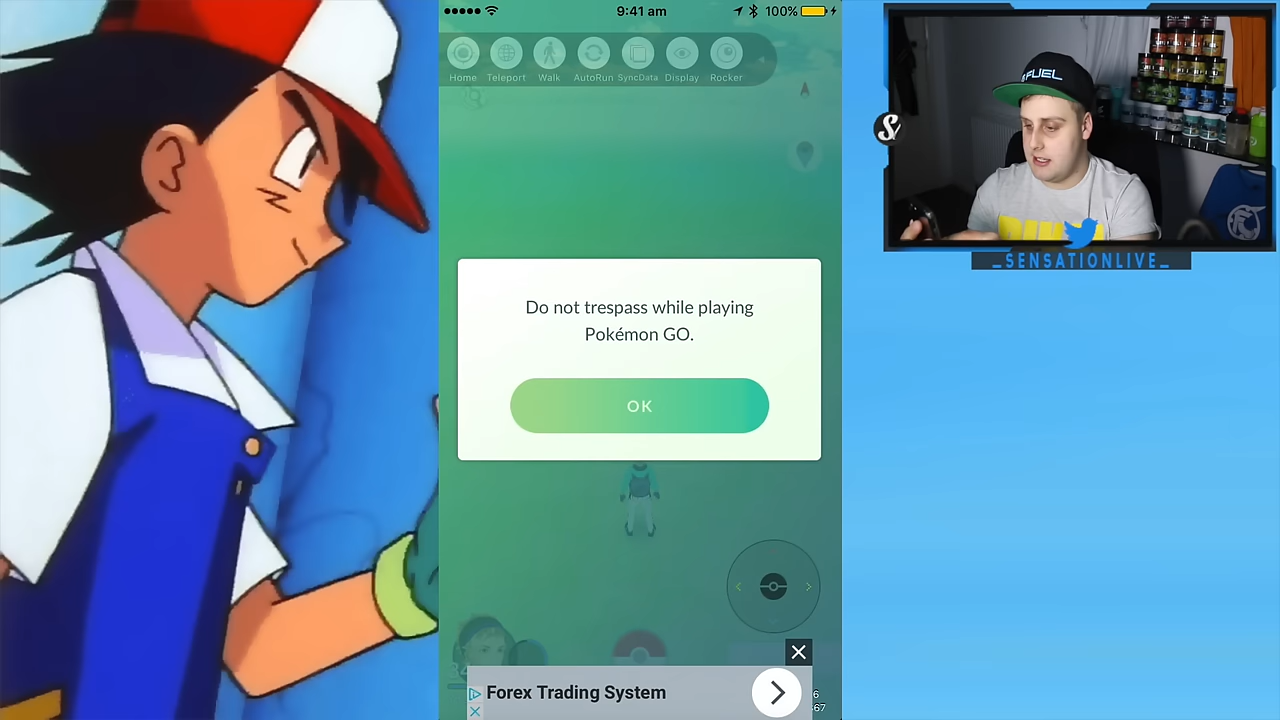 9:41 am
100%
Home Teleport Walk AutoRun SyncData Display Rocker
FUEL
_SENSATIONLIVE_
Do not trespass while playing
Pokémon GO.
OK
Forex Trading System